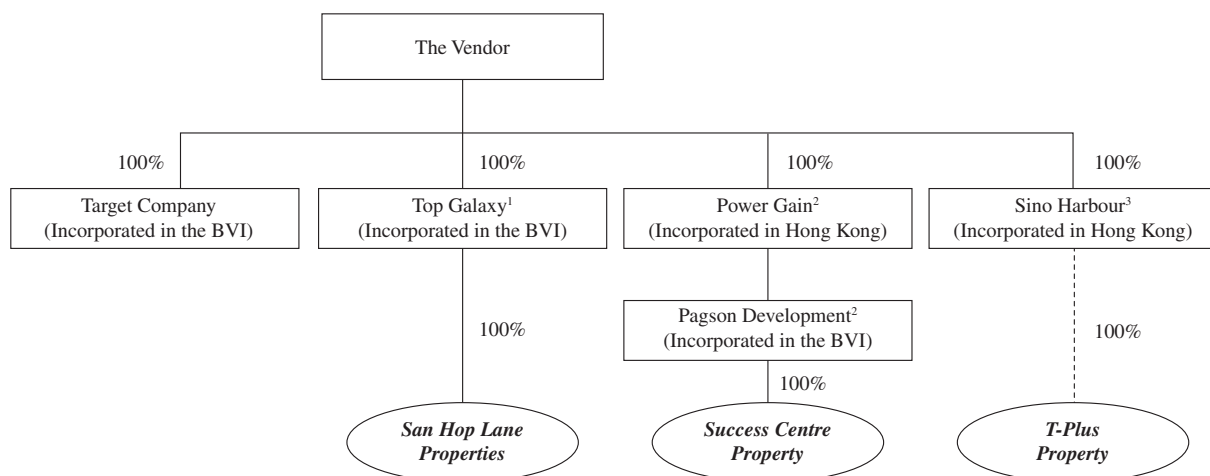 The Vendor
100%
100%
100%
100%
Target Company
(Incorporated in the BVI)
Top Galaxy¹
(Incorporated in the BVI)
Power Gain²
(Incorporated in Hong Kong)
Sino Harbour³
(Incorporated in Hong Kong)
100%
Pagson Development²
(Incorporated in the BVI)
100%
100%
San Hop Lane
Properties
Success Centre
Property
T-Plus
Property